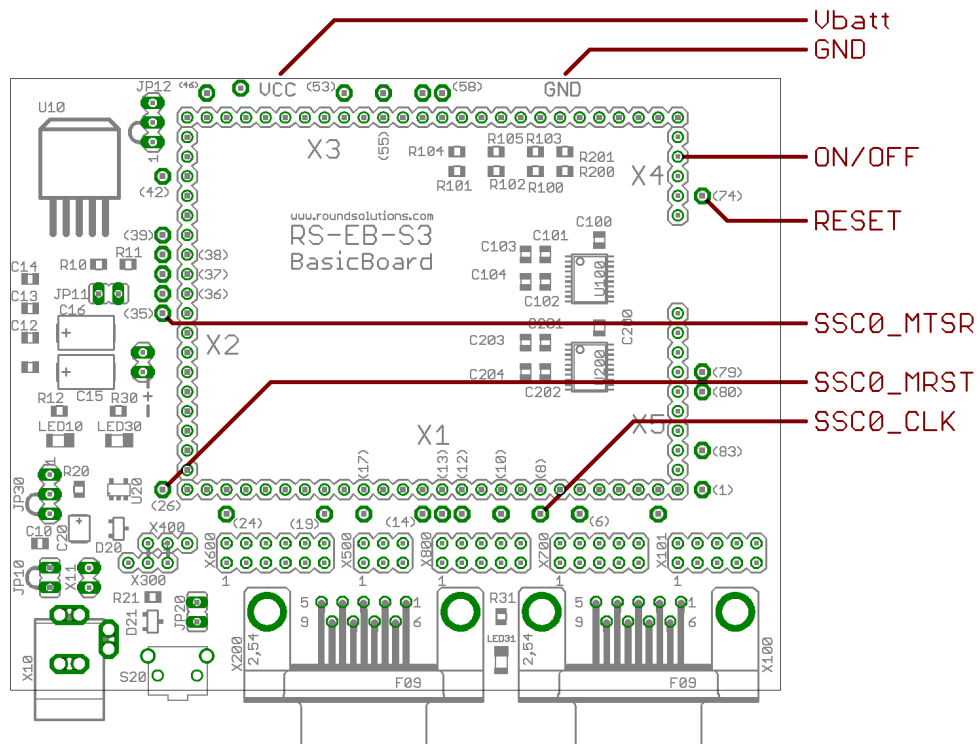 Vbatt
GND
(46)
VCC
(53)
(58)
GND
JP12
U10
1
X3
(55)
R104
R105
R103
R201
R101
R102
R100
R200
X4
ON/OFF
(42)
(74)
RESET
www.roundsolutions.com
RS-EB-S3
BasicBoard
(39)
R11
R10
(38)
(37)
(36)
(35)
C100
C103
C101
C104
C102
U100
C14
C13
JP11
C16
C12
+
X2
SSC0_MTSR
C201
C203
C200
C204
C202
U200
+
C15
+
-
(79)
(80)
SSC0_MRST
R12
R30
LED10
LED30
X1
X5
SSC0_CLK
(83)
1
JP30
R20
U20
(26)
(17)
(13)
(12)
(10)
(8)
(1)
C10
C20
D20
X400
X300
X600
(24)
(19)
X500
(14)
X800
X700
(6)
X101
1
1
1
1
1
JP10
X11
R21
D21
JP20
X10
S20
5
1
9
6
X200
2,54
F09
R31
LED31
5
1
9
6
2,54
F09
X100